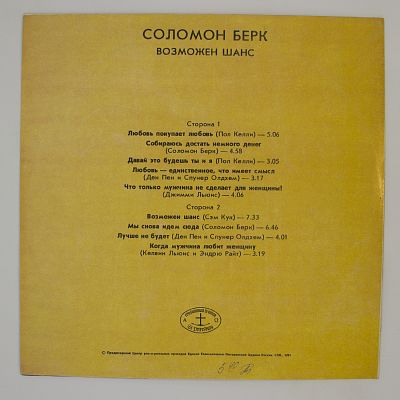 СОЛОМОН БЕРК
ВОЗМОЖЕН ШАНС
Сторона 1
Любовь покупает любовь (Пол Келли) — 5.06
Собираюсь достать немного денег
(Соломон Берк) — 4.58
Давай это будешь ты и я (Пол Келли) — 3.05
Любовь — единственное, что имеет смысл
(Ден Пен и Спунер Олдхем) — 3.17
Что только мужчина не сделает для женщины!
(Джимми Льюис) — 4.06
Сторона 2
Возможен шанс (Сэм Кук) — 7.33
Мы снова идем сюда (Соломон Берк) — 6.46
Лучше не будет (Ден Пен и Спунер Олдхем) — 4.01
Когда мужчина любит женщину
(Келвин Льюис и Эндрю Райт) — 3.19